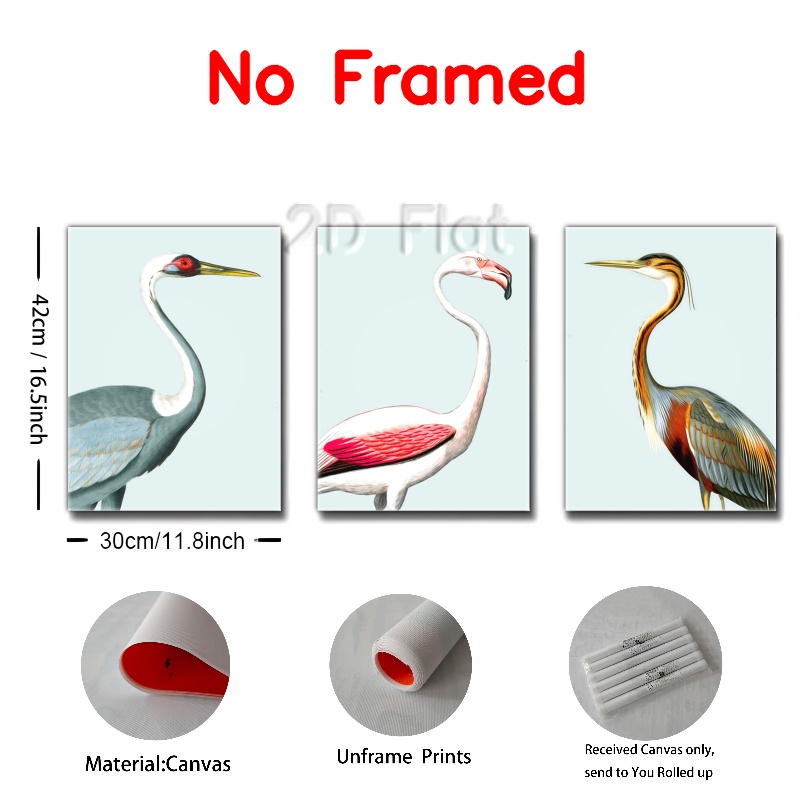 No Framed
2D Flat
42cm / 16.5inch
30cm/11.8inch
Material:Canvas
Unframe Prints
Received Canvas only,
send to You Rolled up